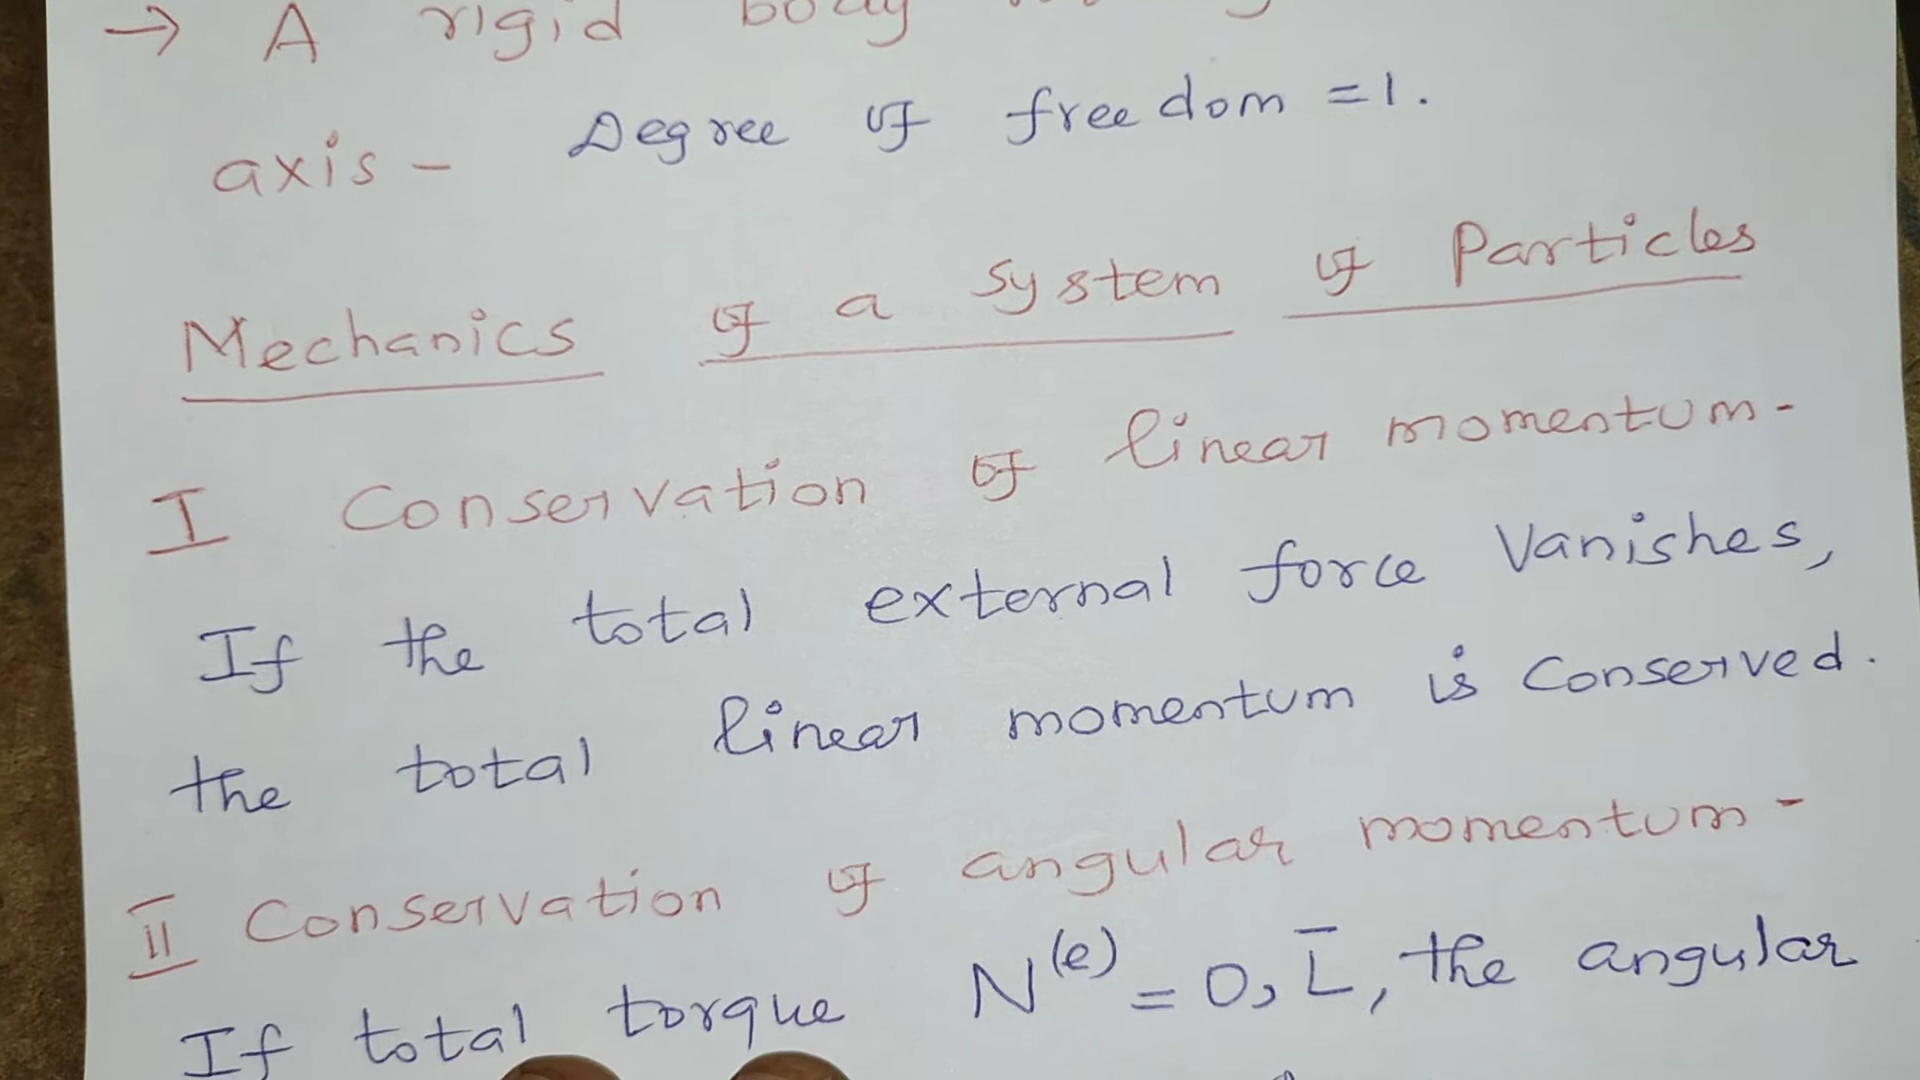 → A rigid body
axis - Degree of freedom = 1.
Mechanics of a system of Particles
I Conservation of linear momentum -
If the total external force Vanishes,
the total linear momentum is Conserved.
II Conservation of angular momentum -
If total torque N^(e) = 0, L̄, the angular